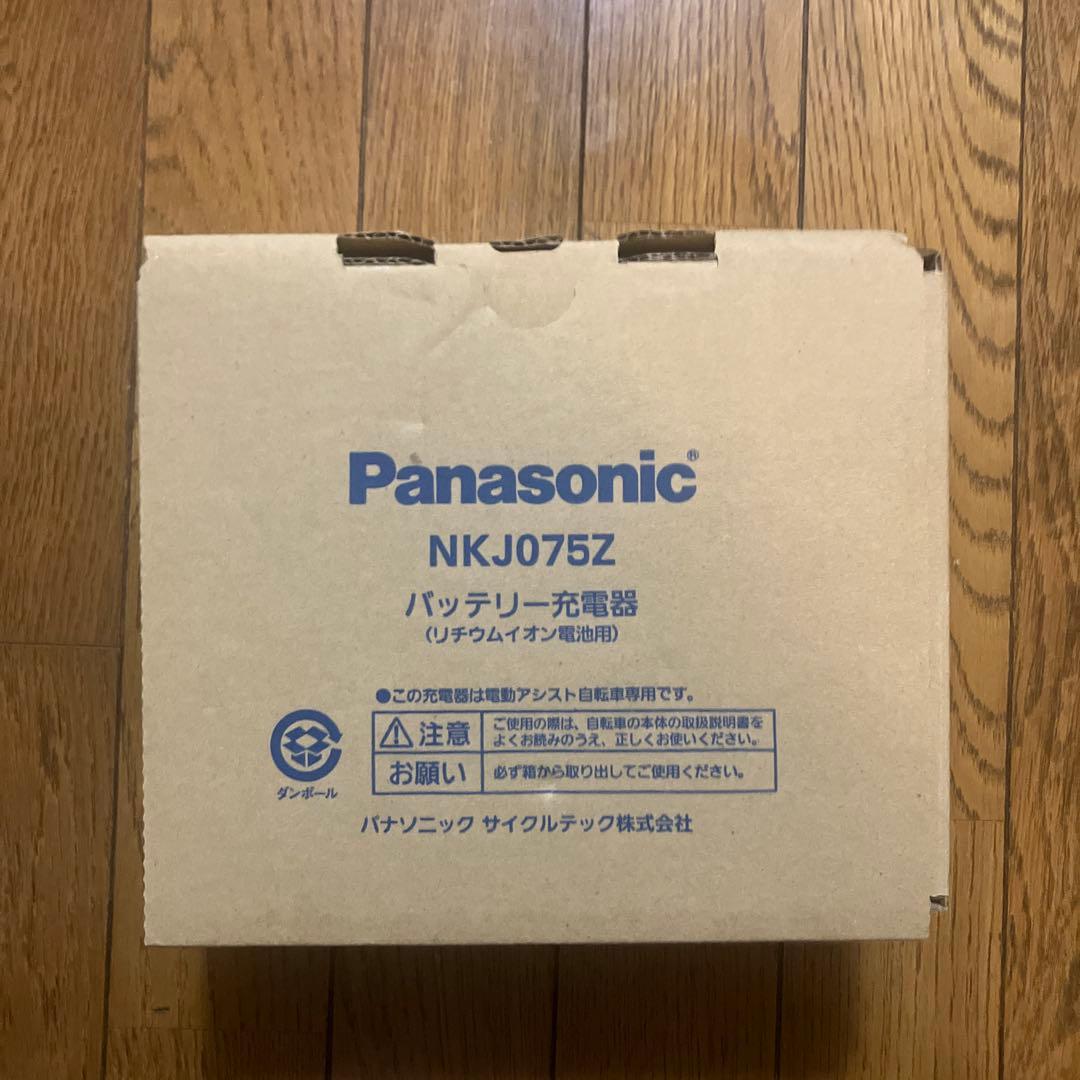 Panasonic®
NKJ075Z
バッテリー充電器
(リチウムイオン電池用)
●この充電器は電動アシスト自転車専用です。
注意 ご使用の際は、自転車の本体の取扱説明書を
よくお読みのうえ、正しくお使いください。
お願い 必ず箱から取り出してご使用ください。
ダンボール
パナソニック サイクルテック株式会社